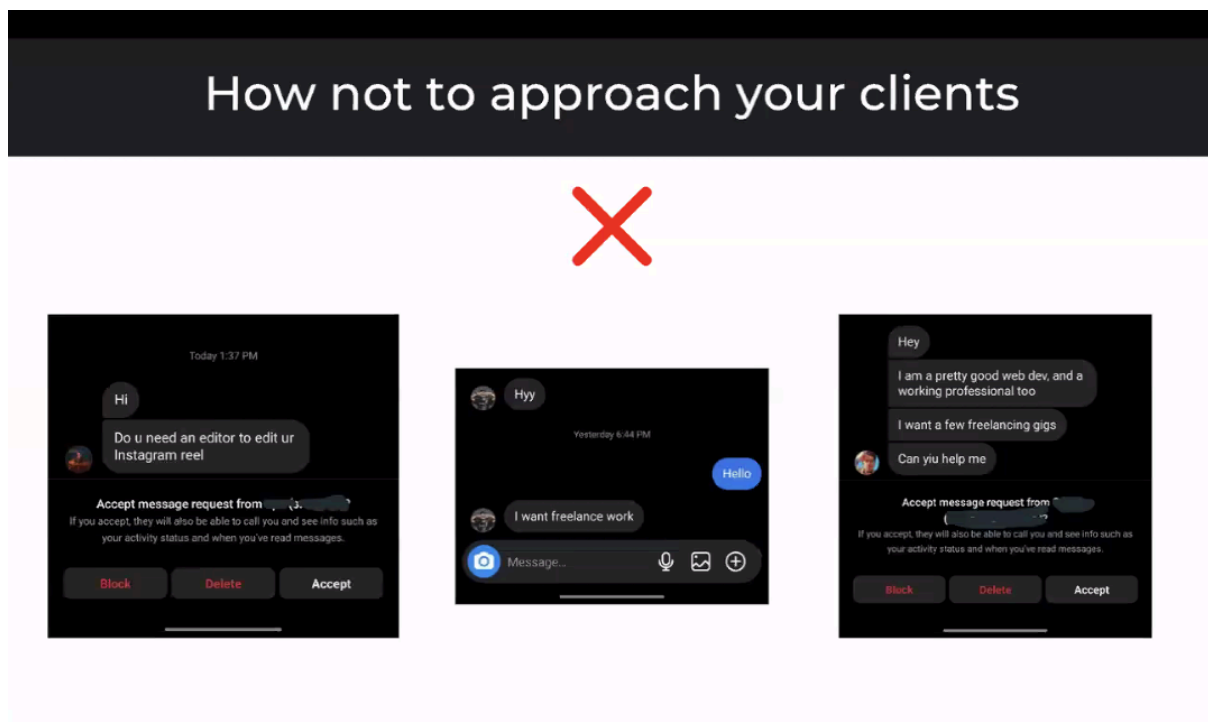 How not to approach your clients
Today 1:37 PM
Hi
Do u need an editor to edit ur
Instagram reel
Accept message request from
If you accept, they will also be able to call you and see info such as
your activity status and when you've read messages.
Block
Delete
Accept
Hyy
Yesterday 6:44 PM
Hello
I want freelance work
Message...
Hey
I am a pretty good web dev, and a
working professional too
I want a few freelancing gigs
Can yiu help me
Accept message request from
If you accept, they will also be able to call you and see info such as
your activity status and when you've read messages.
Block
Delete
Accept